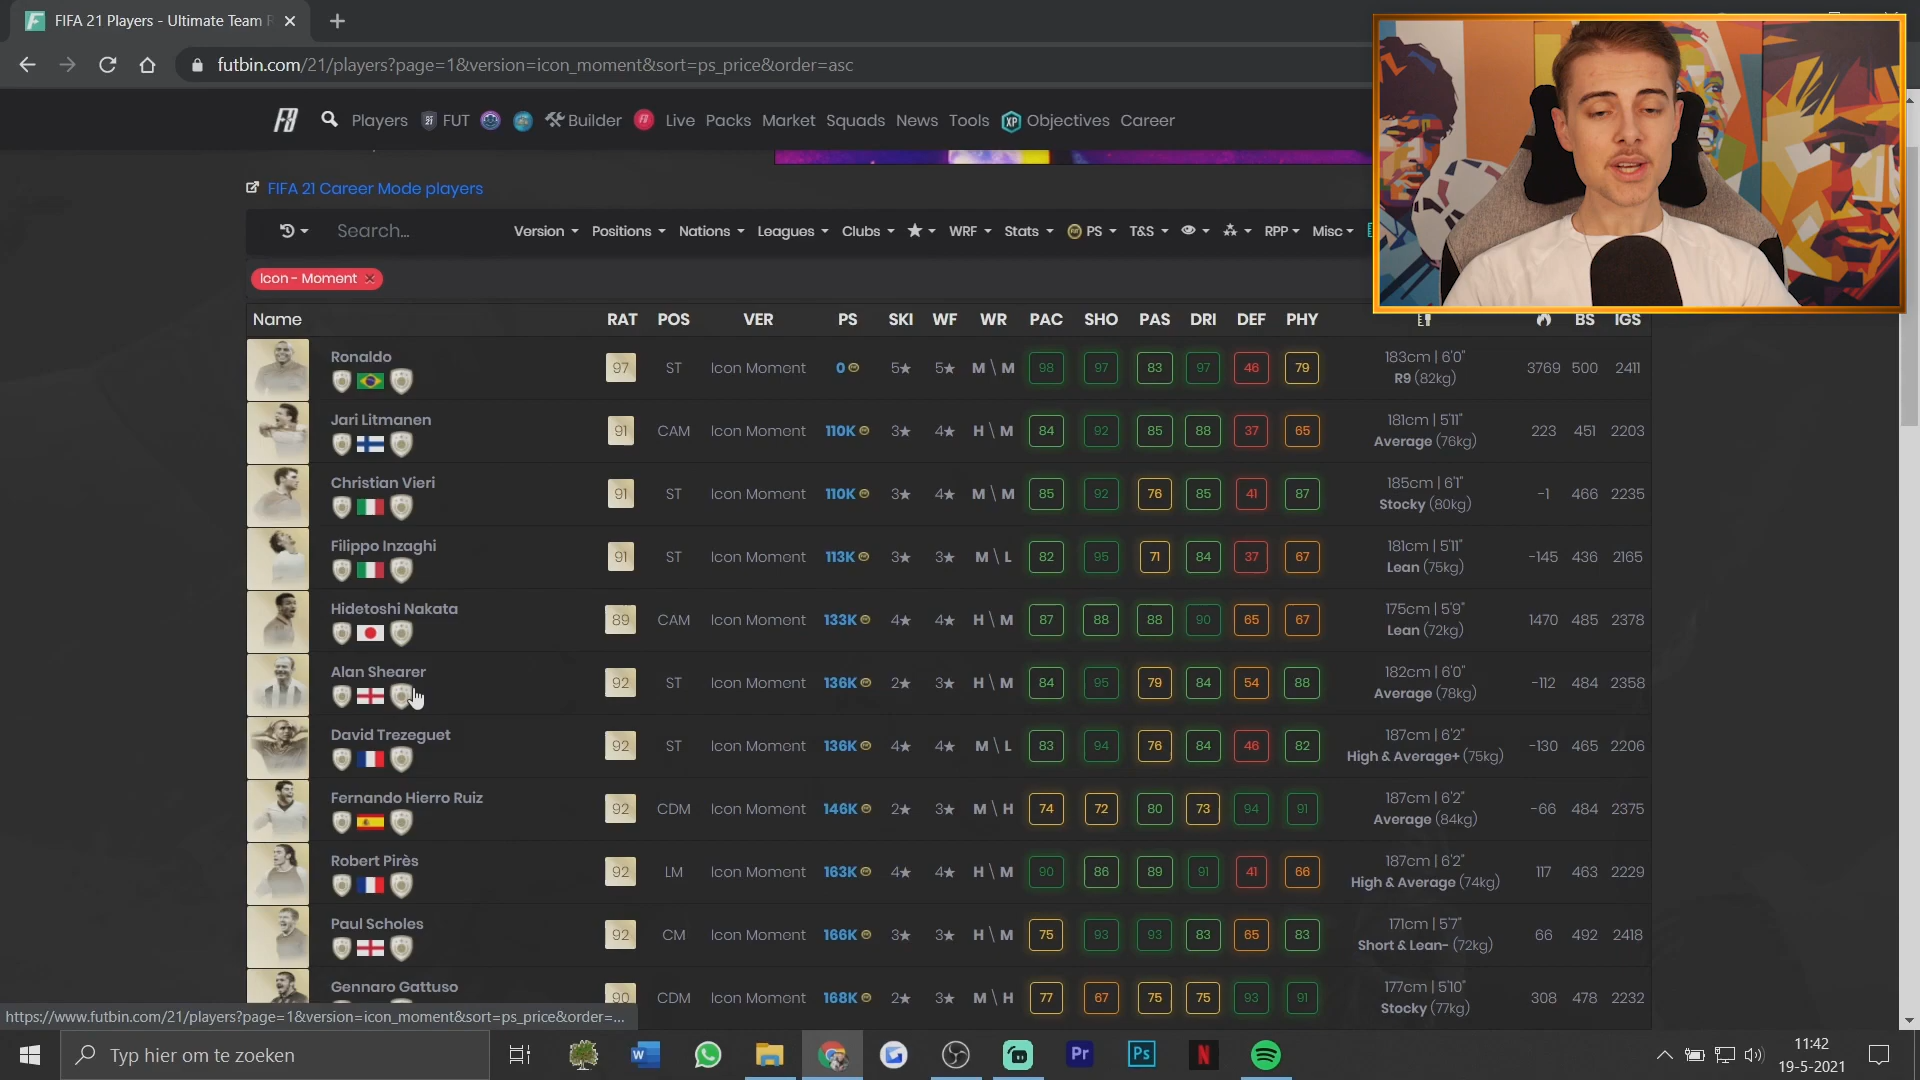 FIFA 21 Players - Ultimate Team
futbin.com/21/players?page=1&version=icon_moment&sort=ps_price&order=asc
Players FUT Builder Live Packs Market Squads News Tools XP Objectives Career
FIFA 21 Career Mode players
Search... Version Positions Nations Leagues Clubs WRF Stats PS T&S RPP Misc
Icon - Moment
Name RAT POS VER PS SKI WF WR PAC SHO PAS DRI DEF PHY BS IGS
Ronaldo 97 ST Icon Moment 0 5★ 5★ M \ M 98 97 83 97 46 79 183cm | 6'0" 3769 500 2411
R9 (82kg)
Jari Litmanen 91 CAM Icon Moment 110K 3★ 4★ H \ M 84 92 85 88 37 65 181cm | 5'11" 223 451 2203
Average (76kg)
Christian Vieri 91 ST Icon Moment 110K 3★ 4★ M \ M 85 92 76 85 41 87 185cm | 6'1" -1 466 2235
Stocky (80kg)
Filippo Inzaghi 91 ST Icon Moment 113K 3★ 3★ M \ L 82 95 71 84 37 67 181cm | 5'11" -145 436 2165
Lean (75kg)
Hidetoshi Nakata 89 CAM Icon Moment 133K 4★ 4★ H \ M 87 88 88 90 65 67 175cm | 5'9" 1470 485 2378
Lean (72kg)
Alan Shearer 92 ST Icon Moment 136K 2★ 3★ H \ M 84 95 79 84 54 88 182cm | 6'0" -112 484 2358
Average (78kg)
David Trezeguet 92 ST Icon Moment 136K 4★ 4★ M \ L 83 94 76 84 46 82 187cm | 6'2" -130 465 2206
High & Average+ (75kg)
Fernando Hierro Ruiz 92 CDM Icon Moment 146K 2★ 3★ M \ H 74 72 80 73 94 91 187cm | 6'2" -66 484 2375
Average (84kg)
Robert Pirès 92 LM Icon Moment 163K 4★ 4★ H \ M 90 86 89 91 41 66 187cm | 6'2" 117 463 2229
High & Average (74kg)
Paul Scholes 92 CM Icon Moment 166K 3★ 3★ H \ M 75 93 93 83 65 83 171cm | 5'7" 66 492 2418
Short & Lean- (72kg)
Gennaro Gattuso 90 CDM Icon Moment 168K 2★ 3★ M \ H 77 67 75 75 93 91 177cm | 5'10" 308 478 2232
Stocky (77kg)
https://www.futbin.com/21/players?page=1&version=icon_moment&sort=ps_price&order=...
Typ hier om te zoeken
11:42
19-5-2021